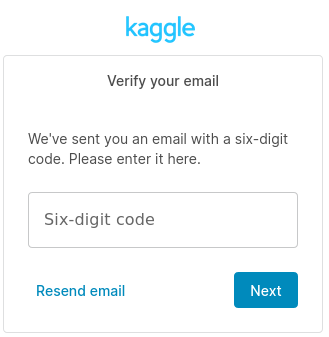 kaggle
Verify your email
We've sent you an email with a six-digit
code. Please enter it here.
Six-digit code
Resend email
Next